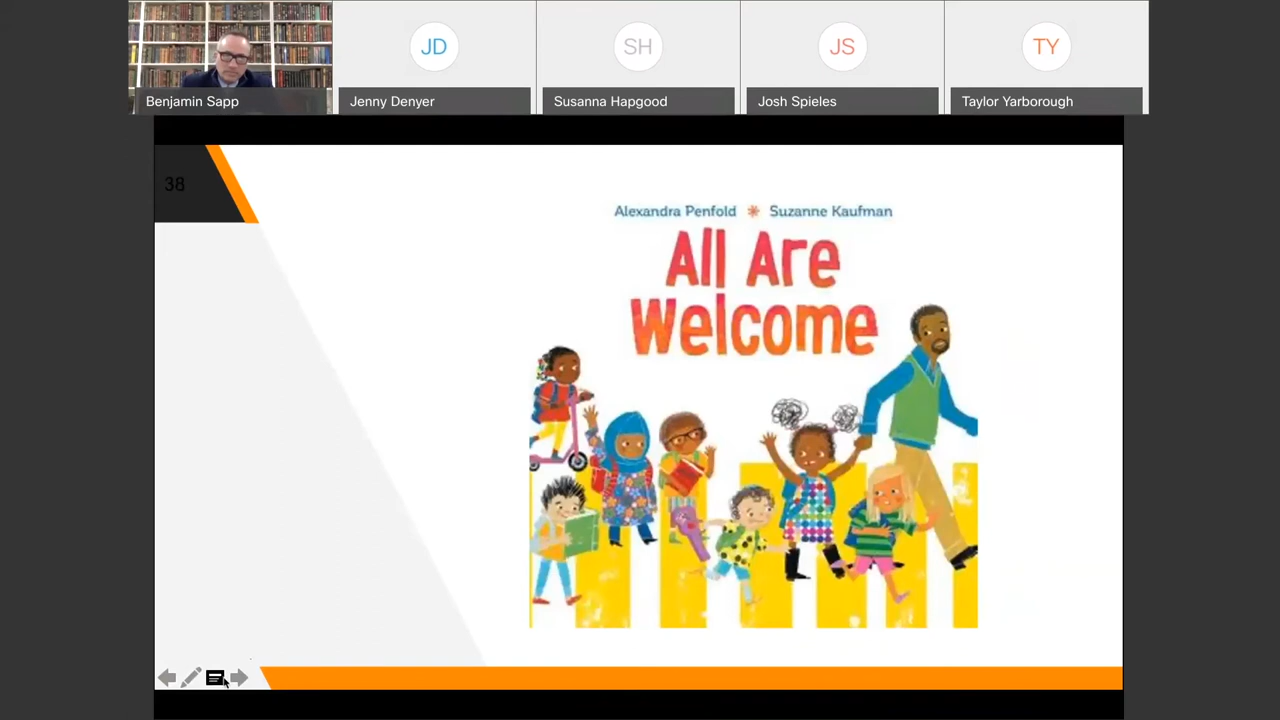 JD
SH
JS
TY
Benjamin Sapp
Jenny Denyer
Susanna Hapgood
Josh Spieles
Taylor Yarborough
38
Alexandra Penfold Suzanne Kaufman
All Are
Welcome